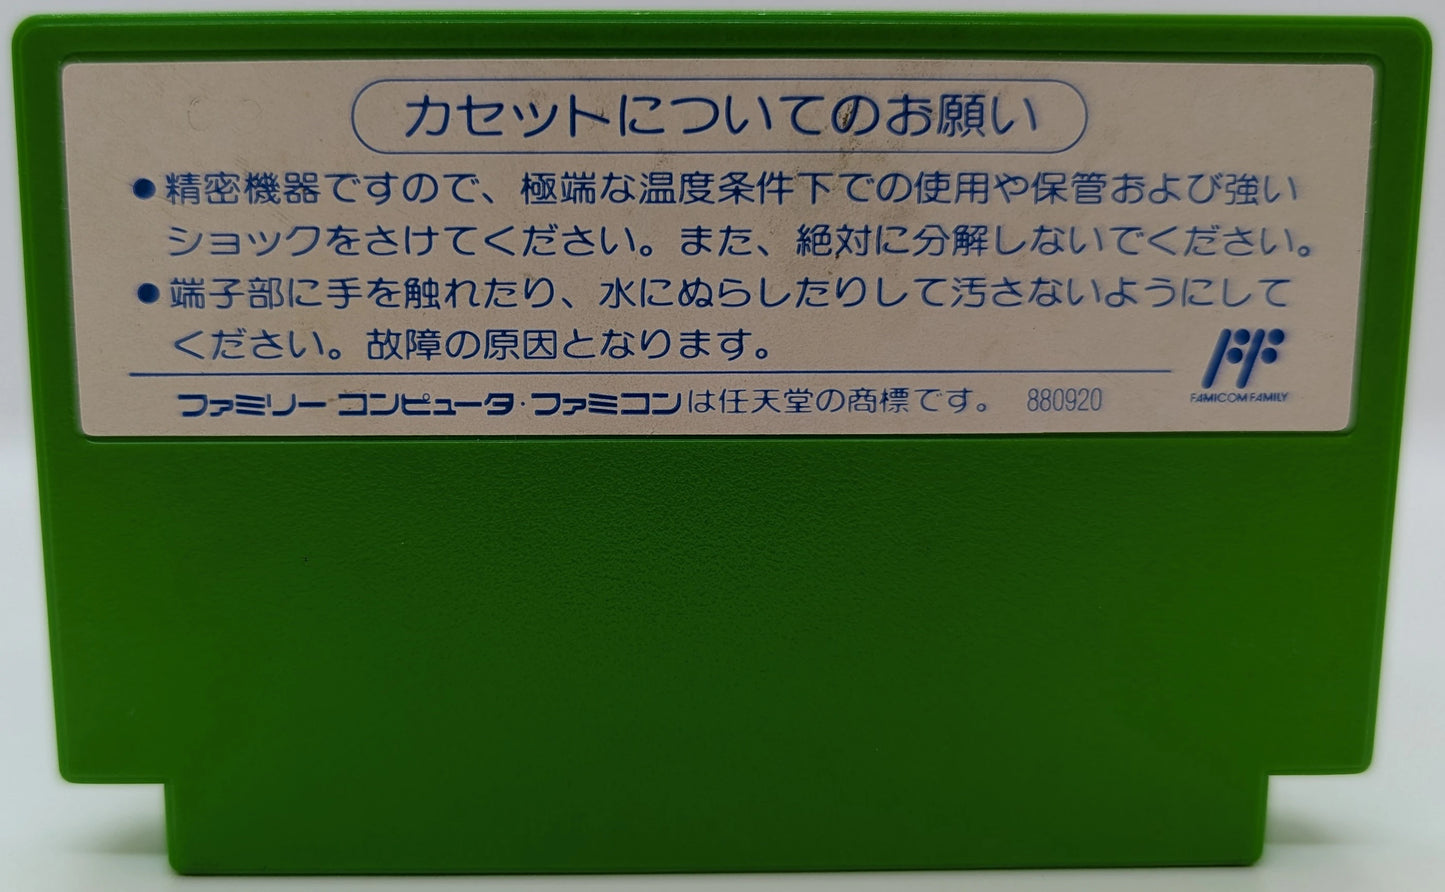 カセットについてのお願い
●精密機器ですので、極端な温度条件下での使用や保管および強い
ショックをさけてください。また、絶対に分解しないでください。
●端子部に手を触れたり、水にぬらしたりして汚さないようにして
ください。故障の原因となります。
FF
FAMICOM FAMILY
ファミリーコンピュータ・ファミコンは任天堂の商標です。 880920